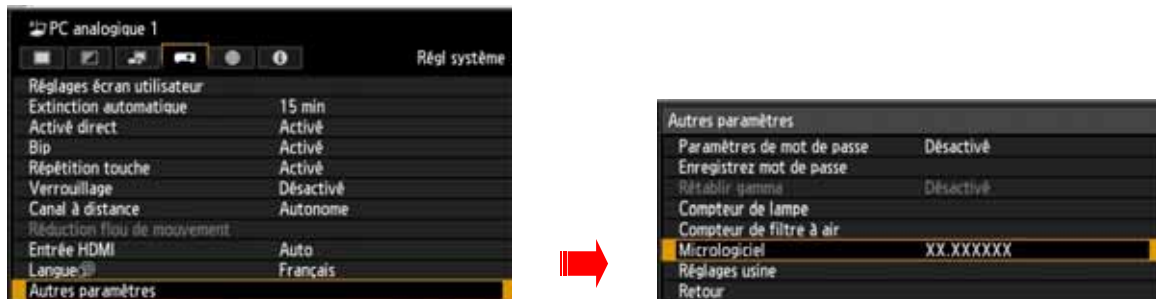 PC analogique 1
Régl système
Réglages écran utilisateur
Extinction automatique 15 min
Activé direct Activé
Bip Activé
Répétition touche Activé
Verrouillage Désactivé
Canal à distance Autonome
Réduction flou de mouvement
Entrée HDMI Auto
Langue Français
Autres paramètres
Autres paramètres
Paramètres de mot de passe Désactivé
Enregistrez mot de passe
Rétablir gamma Désactivé
Compteur de lampe
Compteur de filtre à air
Micrologiciel XX.XXXXXX
Réglages usine
Retour